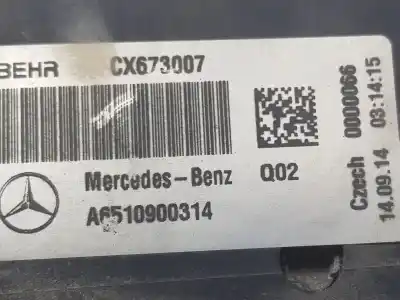 BEHR CX673007
Mercedes-Benz Q02
A6510900314
Czech 0000066
14.09.14 03:14:15